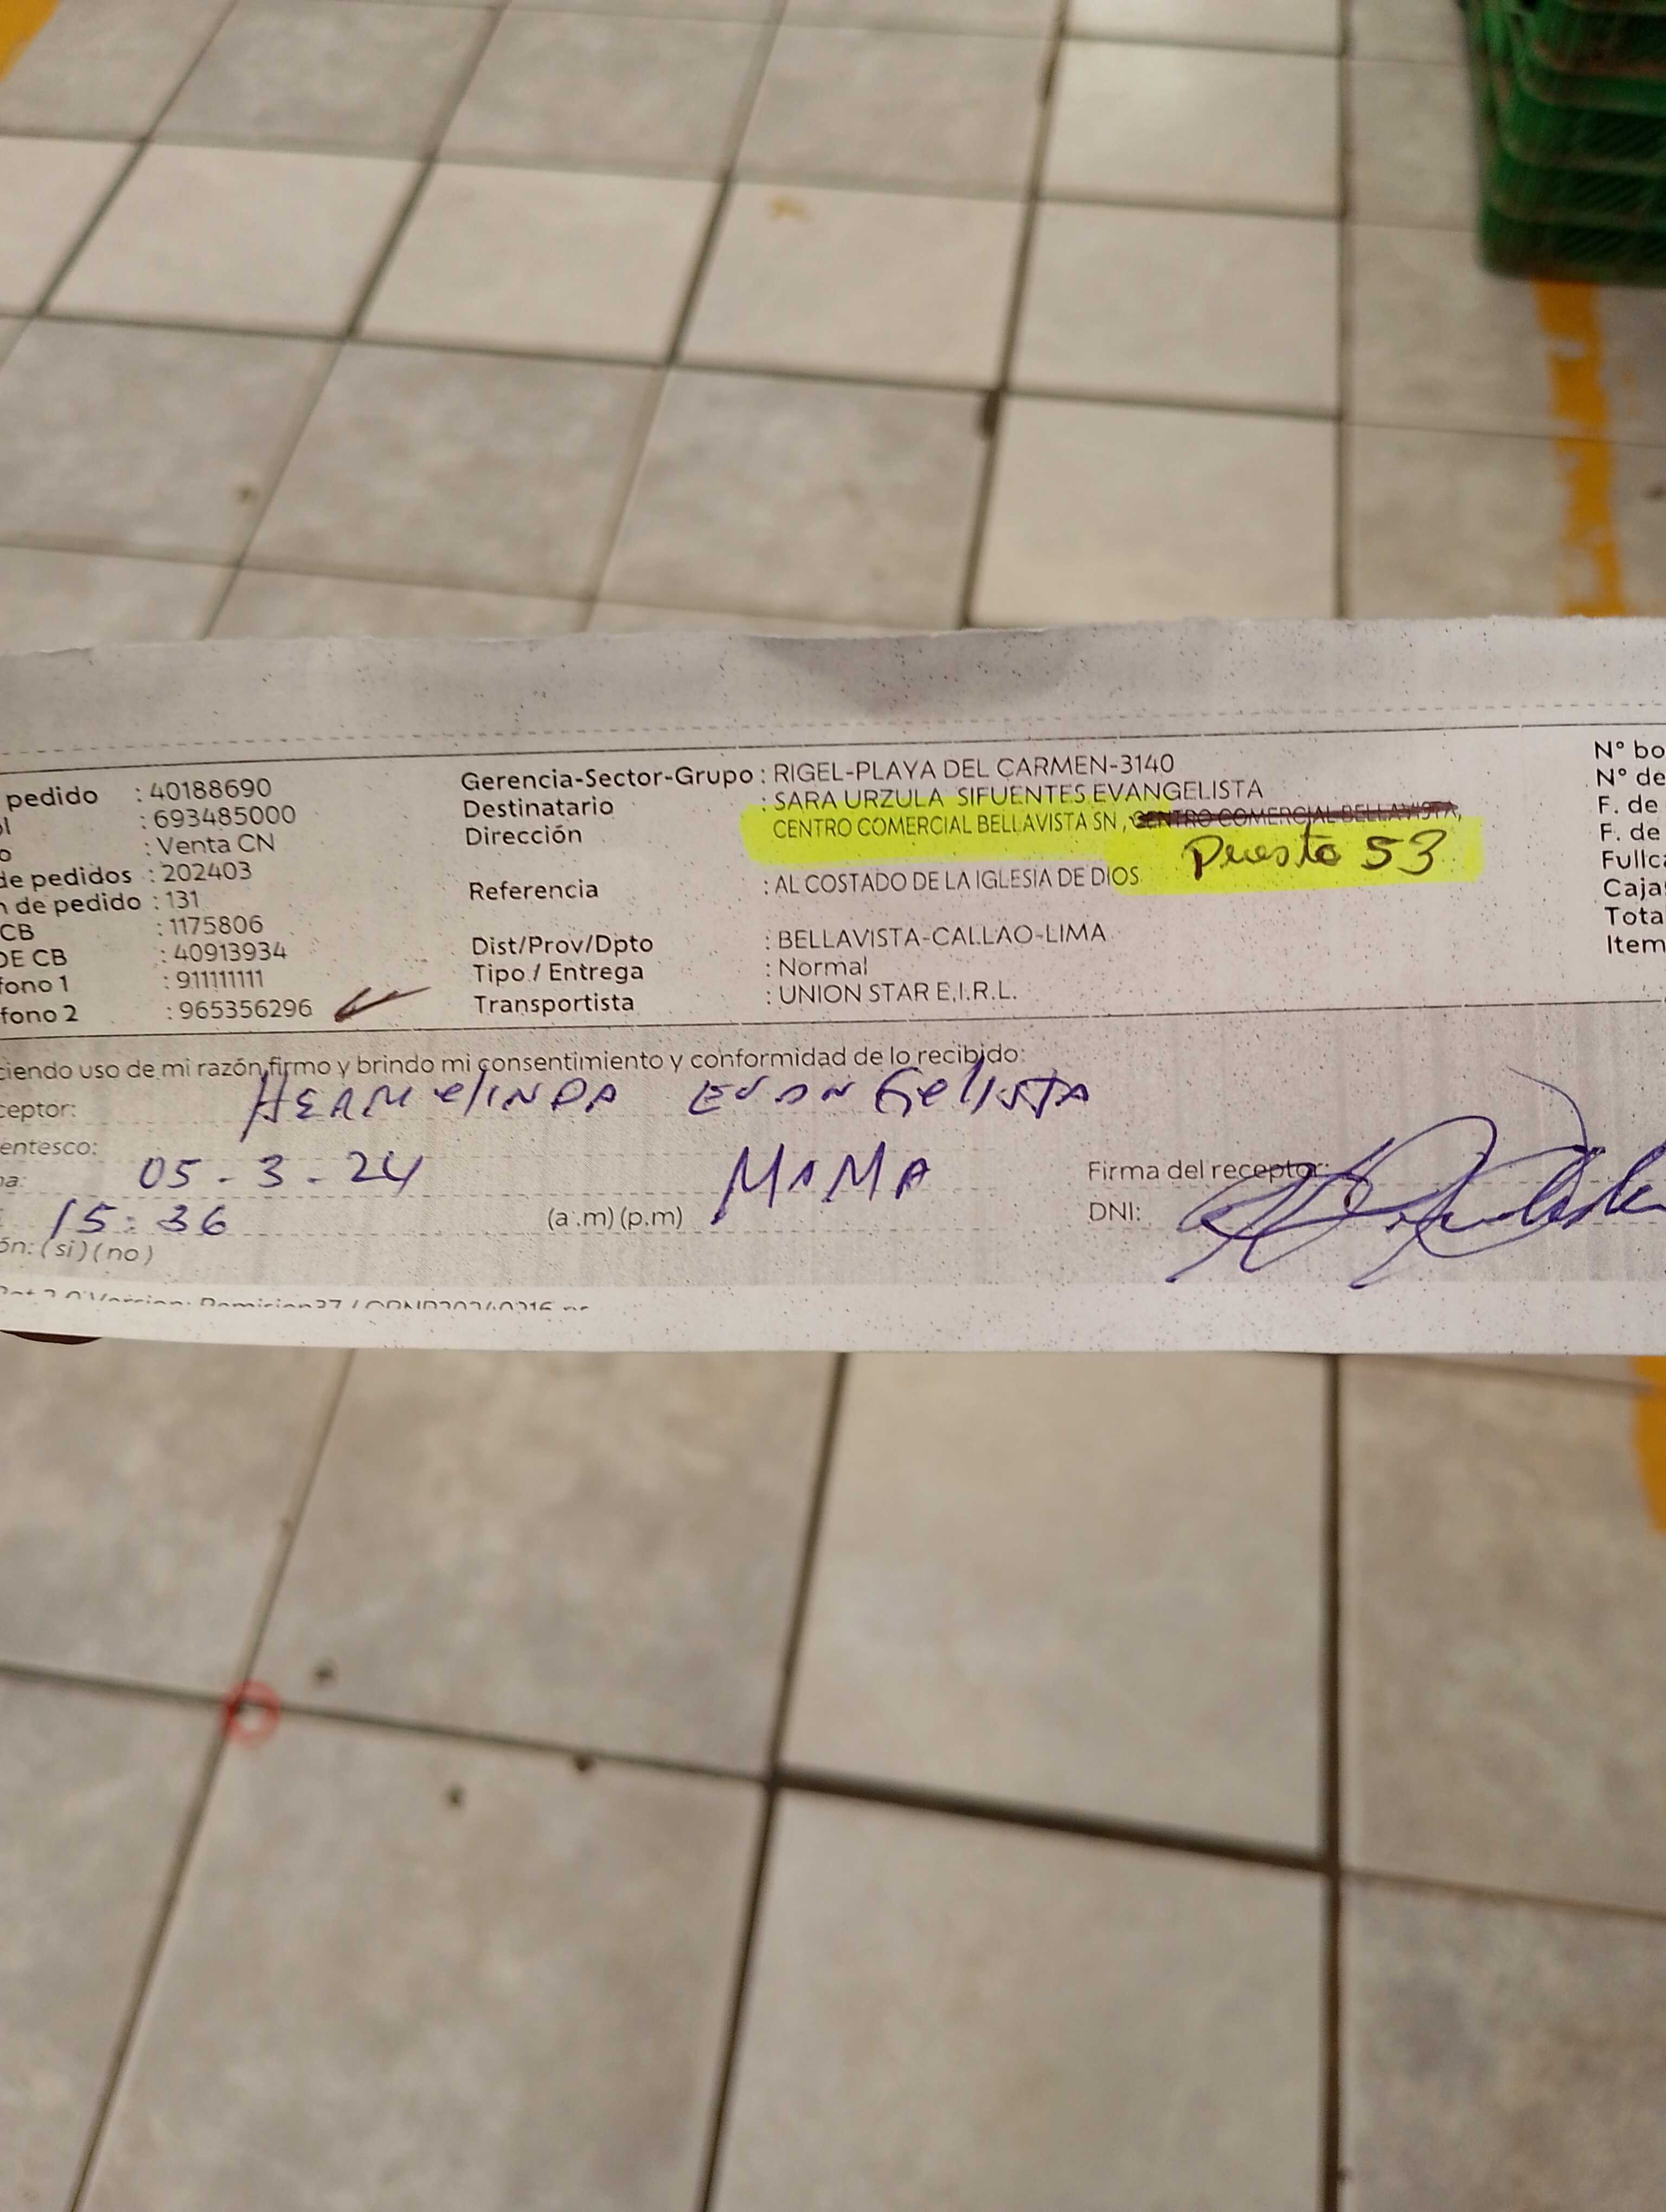 pedido : 40188690
: 693485000
: Venta CN
de pedidos : 202403
n de pedido : 131
CB : 1175806
DE CB : 40913934
fono 1 : 911111111
fono 2 : 965356296
Gerencia-Sector-Grupo : RIGEL-PLAYA DEL CARMEN-3140
Destinatario : SARA URZULA SIFUENTES EVANGELISTA
Dirección CENTRO COMERCIAL BELLAVISTA SN, CENTRO COMERCIAL BELLAVISTA,
Puesto 53
Referencia : AL COSTADO DE LA IGLESIA DE DIOS
Dist/Prov/Dpto : BELLAVISTA-CALLAO-LIMA
Tipo / Entrega : Normal
Transportista : UNION STAR E.I.R.L.
N° bo
N° de
F. de
F. de
Fullca
Caja
Tota
Item
ciendo uso de mi razón, firmo y brindo mi consentimiento y conformidad de lo recibido:
ceptor: HERMELINDA EVANGELISTA
entesco: MAMA
a: 05-3-24
15:36 (a.m) (p.m)
ón: (si) (no)
Firma del receptor:
DNI: